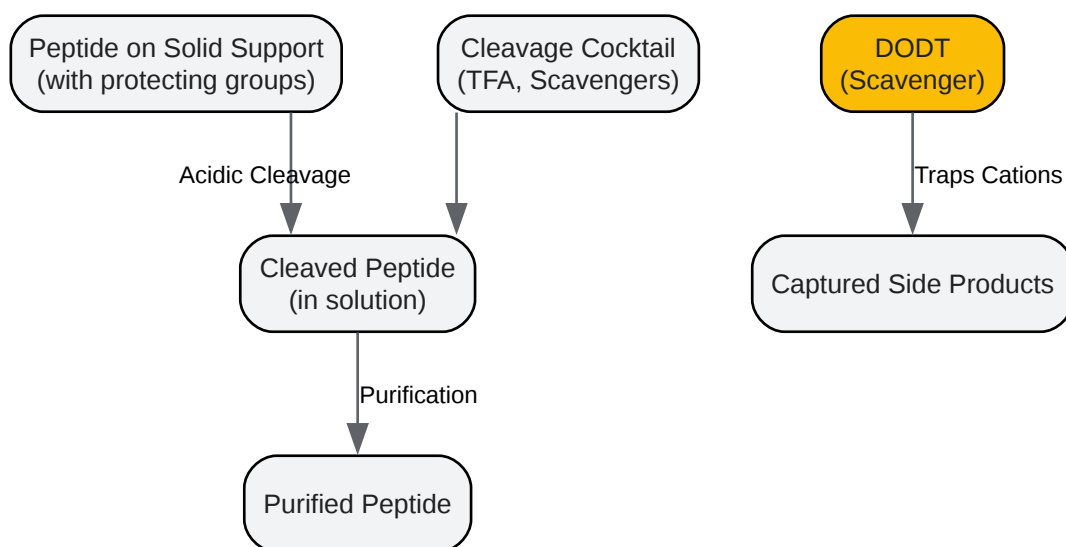 Peptide on Solid Support
(with protecting groups)
Cleavage Cocktail
(TFA, Scavengers)
DODT
(Scavenger)
Acidic Cleavage
Traps Cations
Cleaved Peptide
(in solution)
Captured Side Products
Purification
Purified Peptide